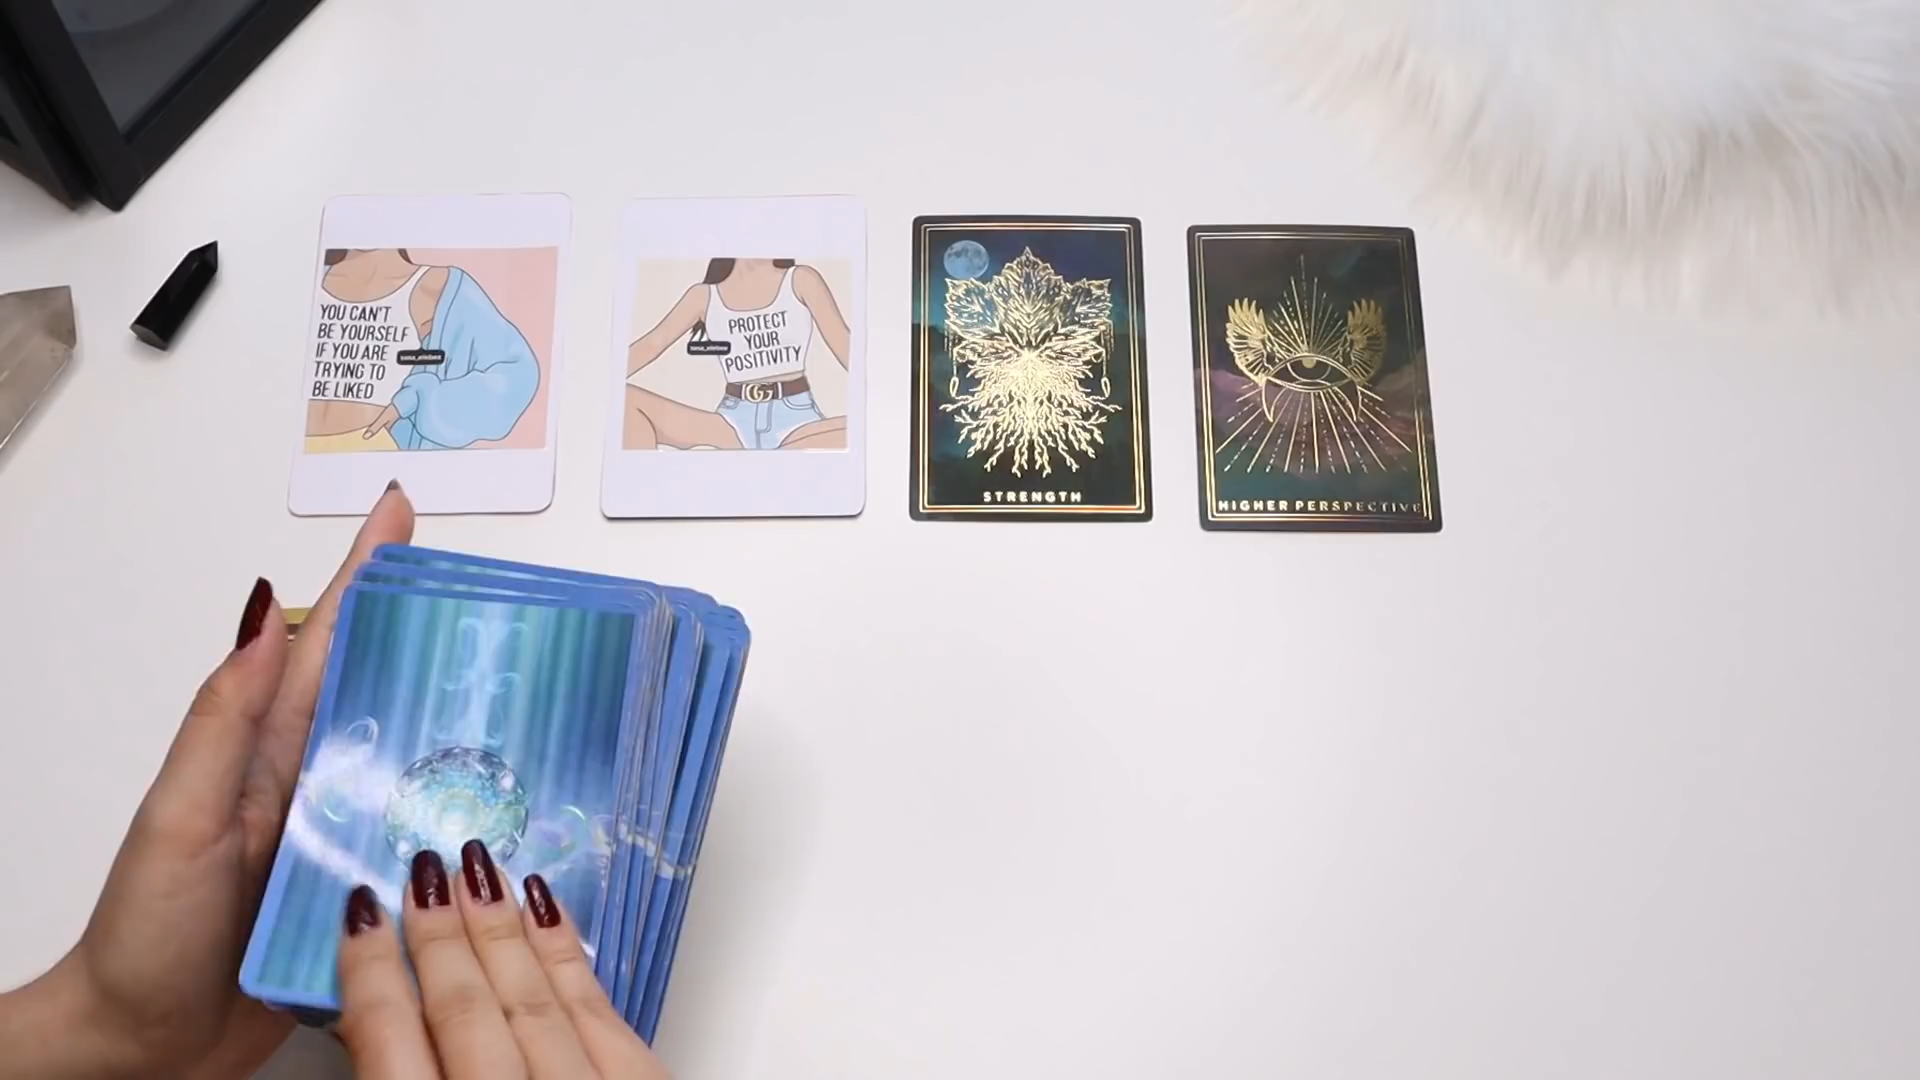 YOU CAN'T
BE YOURSELF
IF YOU ARE
TRYING TO
BE LIKED
PROTECT
YOUR
POSITIVITY
STRENGTH
HIGHER PERSPECTIVE